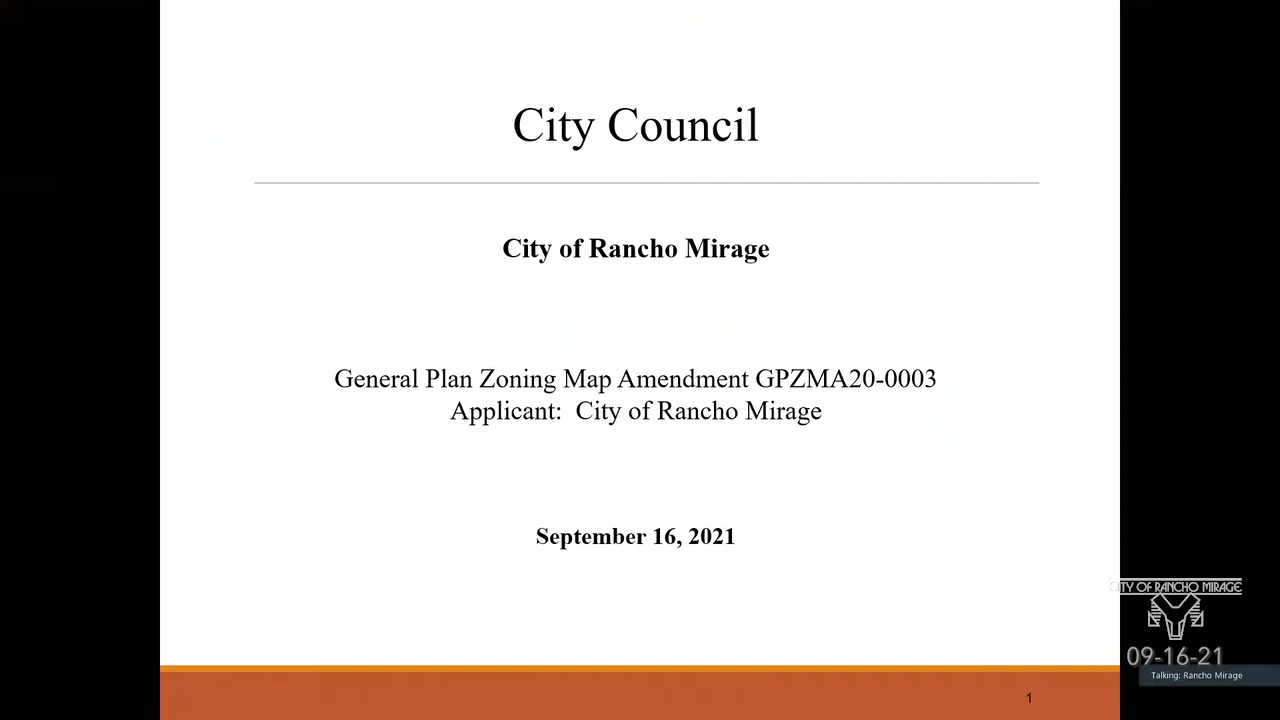 City Council
City of Rancho Mirage
General Plan Zoning Map Amendment GPZMA20-0003
Applicant: City of Rancho Mirage
September 16, 2021
CITY OF RANCHO MIRAGE
09-16-21
Talking: Rancho Mirage
1